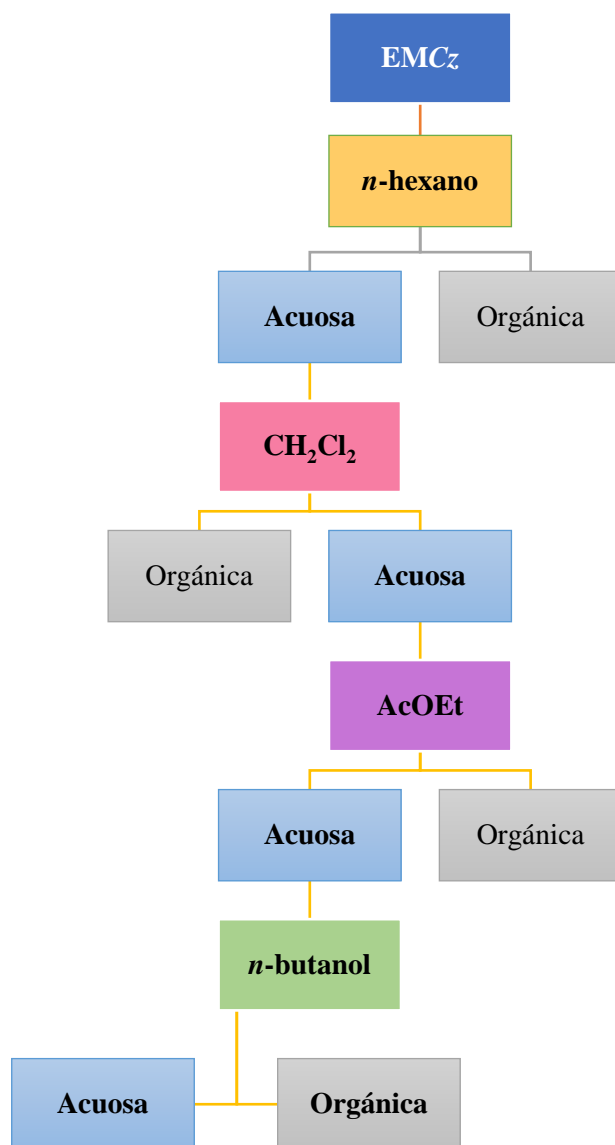 EMCz
n-hexano
Acuosa
Orgánica
CH₂Cl₂
Orgánica
Acuosa
AcOEt
Acuosa
Orgánica
n-butanol
Acuosa
Orgánica